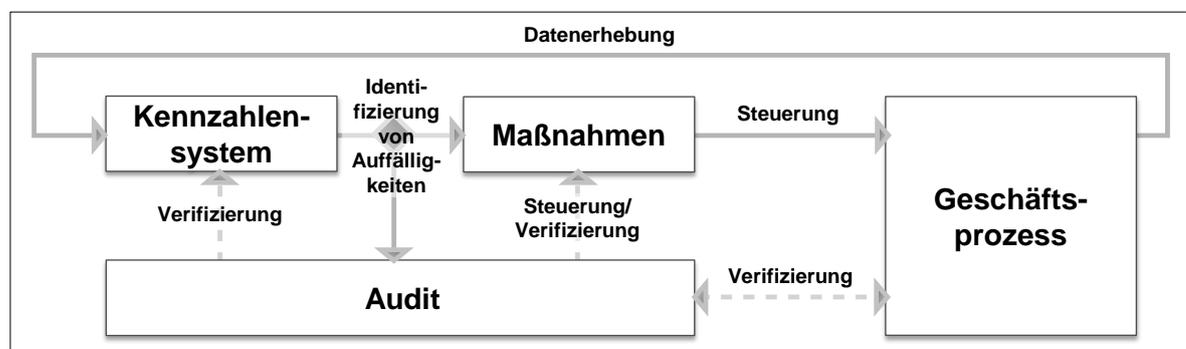 Datenerhebung
Kennzahlen-
system
Identi-
fizierung
von
Auffällig-
keiten
Maßnahmen
Steuerung
Geschäfts-
prozess
Verifizierung
Steuerung/
Verifizierung
Verifizierung
Audit